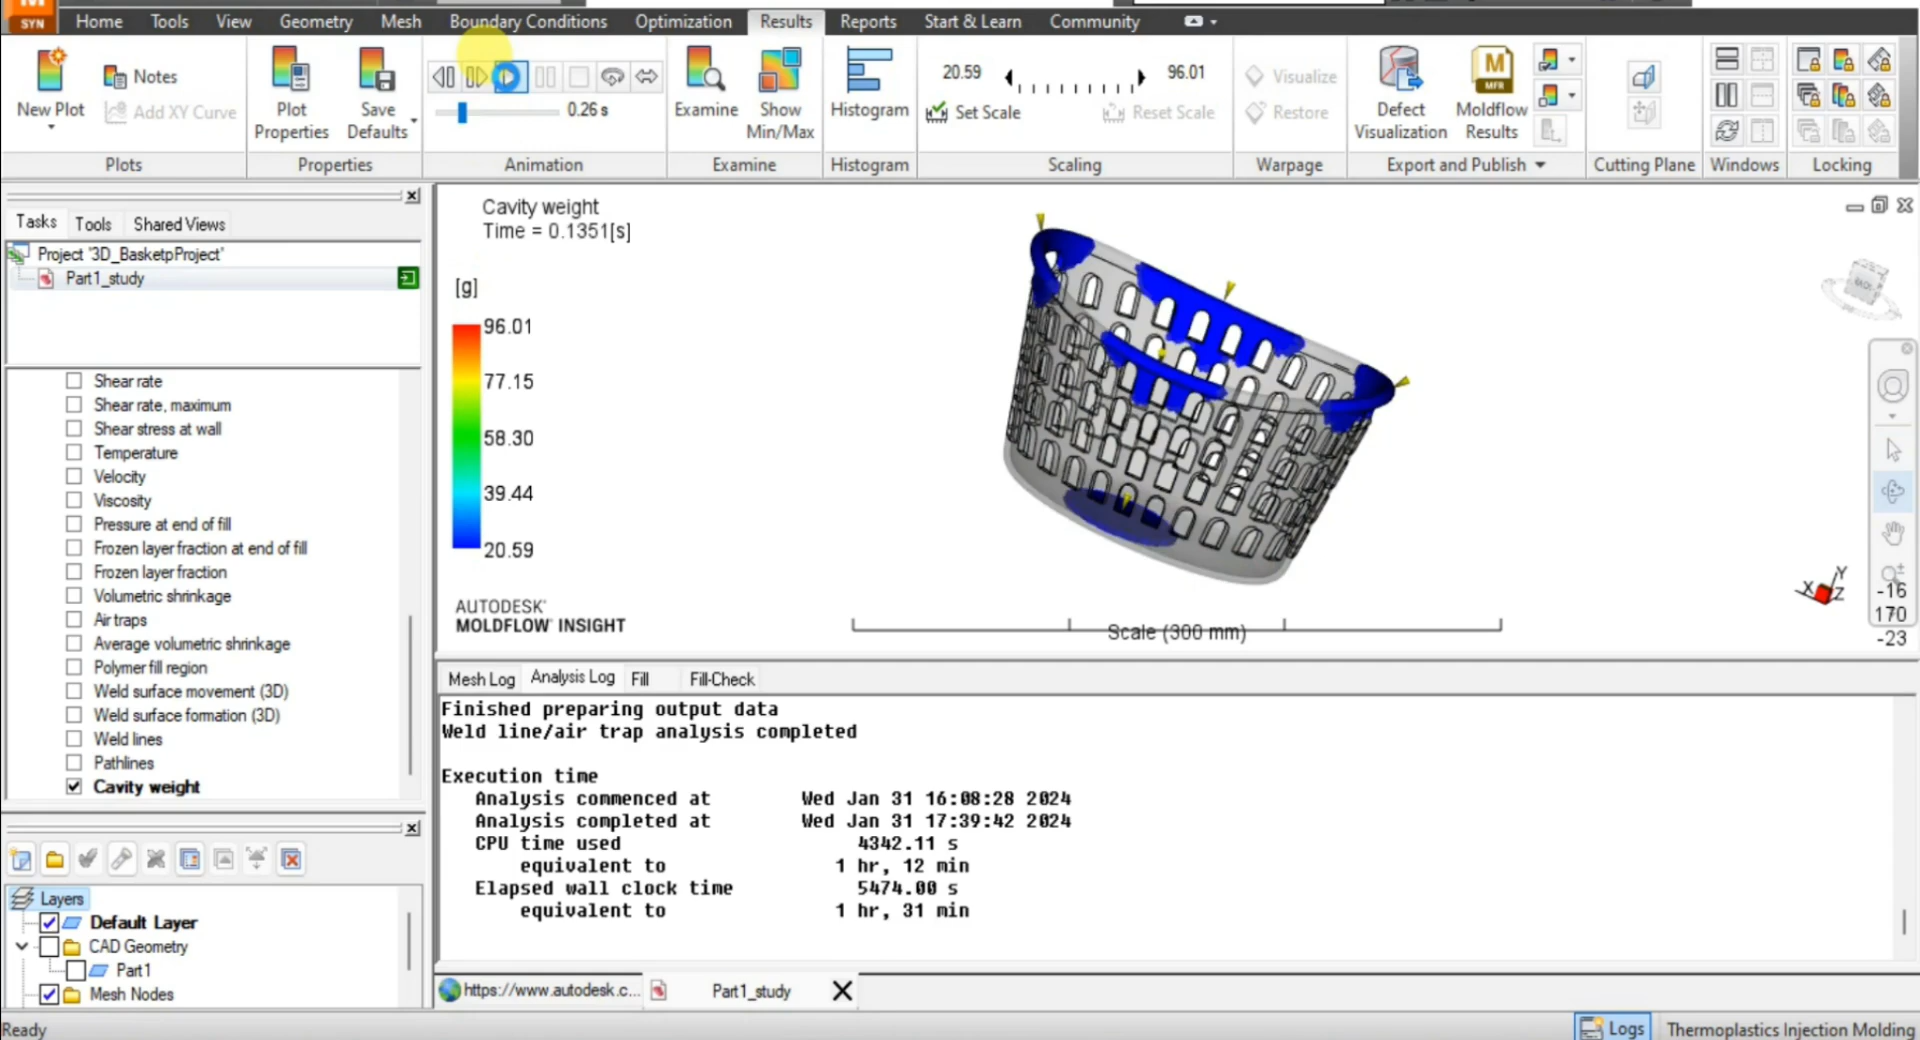 SYN
Home Tools View Geometry Mesh Boundary Conditions Optimization Results Reports Start & Learn Community
New Plot
Notes
Add XY Curve
Plots
Plot
Properties
Save
Defaults
Properties
0.26 s
Animation
Examine
Show
Min/Max
Examine
Histogram
Histogram
20.59 96.01
Set Scale Reset Scale
Scaling
Visualize
Restore
Warpage
Defect
Visualization
MFR
Moldflow
Results
Export and Publish
Cutting Plane
Windows
Locking
Tasks Tools Shared Views
Project '3D_BasketpProject'
Part1_study
Shear rate
Shear rate, maximum
Shear stress at wall
Temperature
Velocity
Viscosity
Pressure at end of fill
Frozen layer fraction at end of fill
Frozen layer fraction
Volumetric shrinkage
Air traps
Average volumetric shrinkage
Polymer fill region
Weld surface movement (3D)
Weld surface formation (3D)
Weld lines
Pathlines
Cavity weight
Layers
Default Layer
CAD Geometry
Part1
Mesh Nodes
Cavity weight
Time = 0.1351[s]
[g]
96.01
77.15
58.30
39.44
20.59
AUTODESK'
MOLDFLOW' INSIGHT
Scale (300 mm)
X Y Z
-16
170
-23
Mesh Log Analysis Log Fill Fill-Check
Finished preparing output data
Weld line/air trap analysis completed
Execution time
Analysis commenced at Wed Jan 31 16:08:28 2024
Analysis completed at Wed Jan 31 17:39:42 2024
CPU time used 4342.11 s
equivalent to 1 hr, 12 min
Elapsed wall clock time 5474.00 s
equivalent to 1 hr, 31 min
https://www.autodesk.c... Part1_study
Ready
Logs Thermoplastics Injection Molding